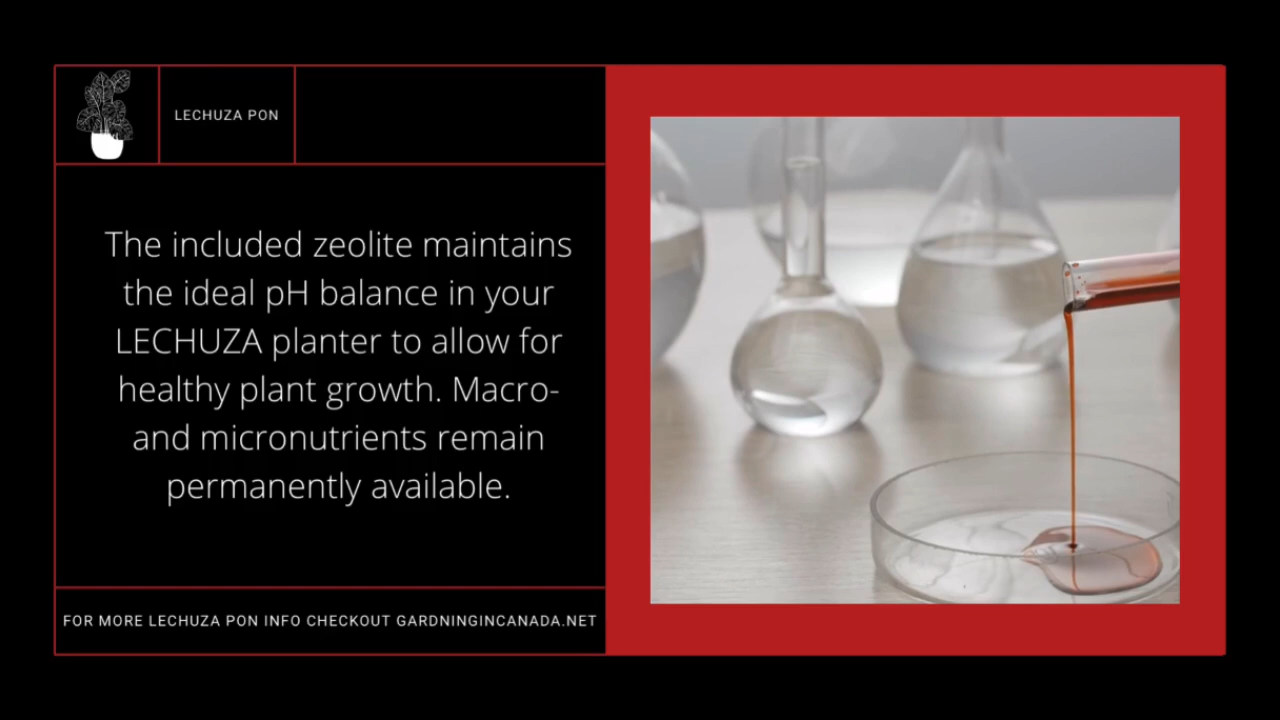 LECHUZA PON
The included zeolite maintains
the ideal pH balance in your
LECHUZA planter to allow for
healthy plant growth. Macro-
and micronutrients remain
permanently available.
FOR MORE LECHUZA PON INFO CHECKOUT GARDNINGINCANADA.NET